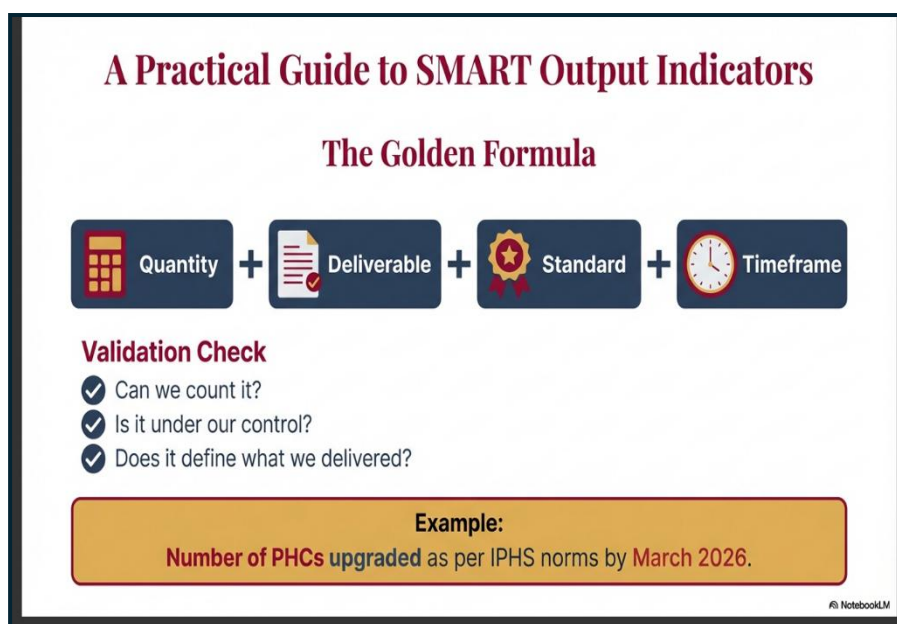 A Practical Guide to SMART Output Indicators
The Golden Formula
Quantity + Deliverable + Standard + Timeframe
Validation Check
Can we count it?
Is it under our control?
Does it define what we delivered?
Example:
Number of PHCs upgraded as per IPHS norms by March 2026.
NotebookLM